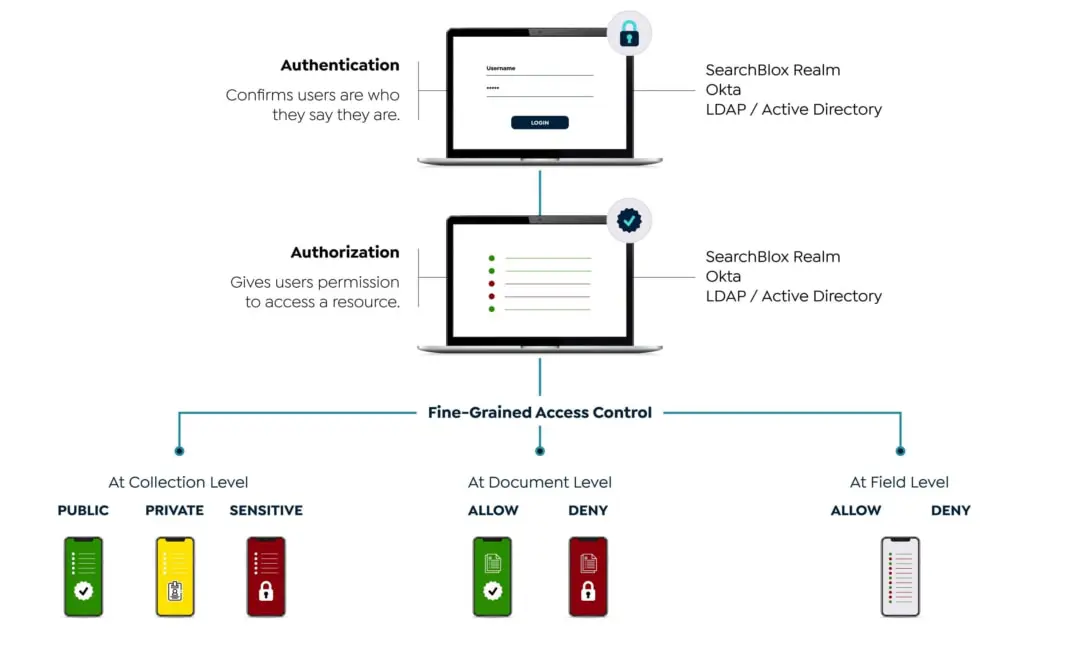 Authentication
Confirms users are who
they say they are.
Username
•••••
LOGIN
SearchBlox Realm
Okta
LDAP / Active Directory
Authorization
Gives users permission
to access a resource.
SearchBlox Realm
Okta
LDAP / Active Directory
Fine-Grained Access Control
At Collection Level
PUBLIC PRIVATE SENSITIVE
At Document Level
ALLOW DENY
At Field Level
ALLOW DENY